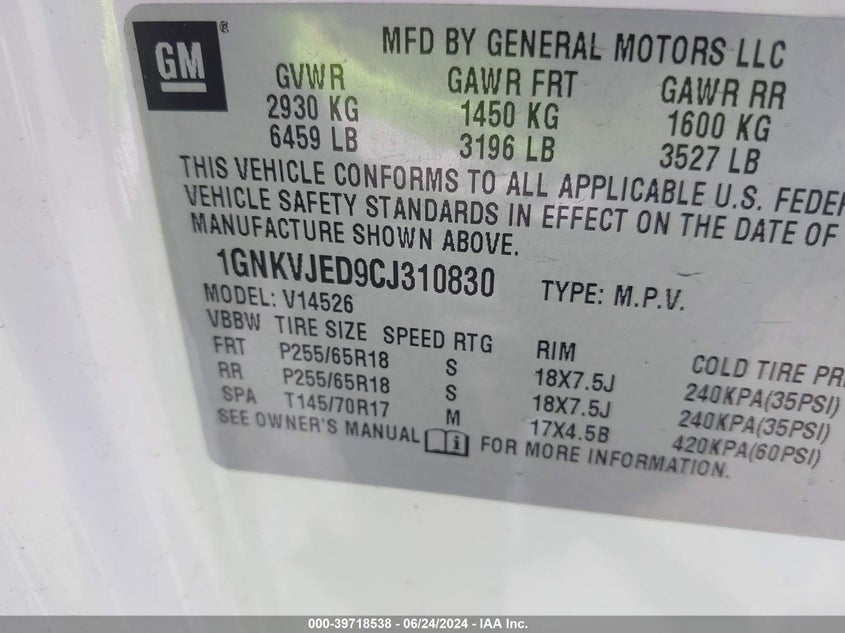 GM®
MFD BY GENERAL MOTORS LLC
GVWR GAWR FRT GAWR RR
2930 KG 1450 KG 1600 KG
6459 LB 3196 LB 3527 LB
THIS VEHICLE CONFORMS TO ALL APPLICABLE U.S. FEDER
VEHICLE SAFETY STANDARDS IN EFFECT ON THE DATE OF
MANUFACTURE SHOWN ABOVE.
1GNKVJED9CJ310830 TYPE: M.P.V.
MODEL: V14526
VBBW TIRE SIZE SPEED RTG RIM COLD TIRE PR
FRT P255/65R18 S 18X7.5J 240KPA(35PSI)
RR P255/65R18 S 18X7.5J 240KPA(35PSI)
SPA T145/70R17 M 17X4.5B 420KPA(60PSI)
SEE OWNER'S MANUAL i FOR MORE INFORMATION.
000-39718538 - 06/24/2024 - IAA Inc.